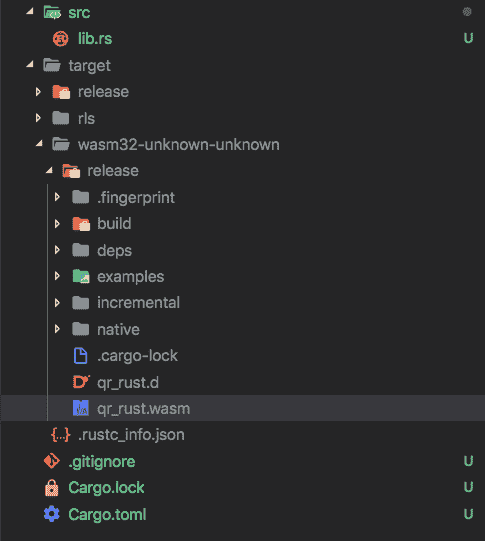 src
lib.rs U
target
release
rls
wasm32-unknown-unknown
release
.fingerprint
build
deps
examples
incremental
native
.cargo-lock
qr_rust.d
qr_rust.wasm
.rustc_info.json
.gitignore U
Cargo.lock U
Cargo.toml U